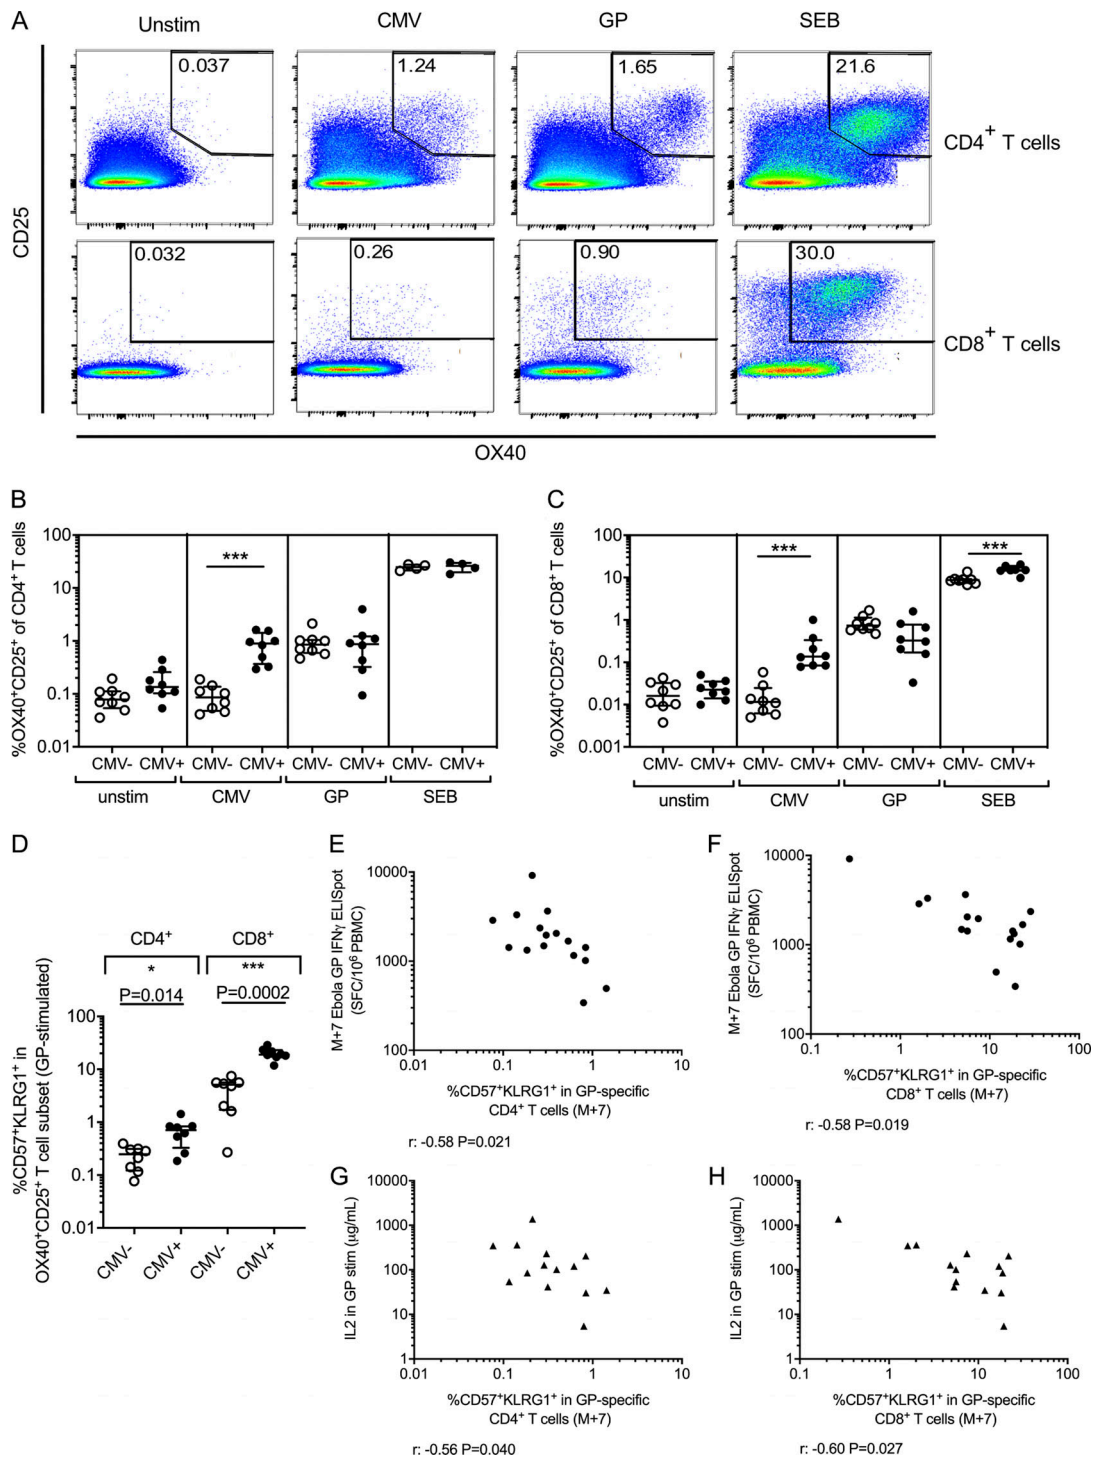 A
Unstim
CMV
GP
SEB
0.037
1.24
1.65
21.6
CD4⁺ T cells
CD25
0.032
0.26
0.90
30.0
CD8⁺ T cells
OX40
B
%OX40⁺CD25⁺ of CD4⁺ T cells
100
10
1
0.1
0.01
***
CMV- CMV+ CMV- CMV+ CMV- CMV+ CMV- CMV+
unstim CMV GP SEB
C
%OX40⁺CD25⁺ of CD8⁺ T cells
100
10
1
0.1
0.01
0.001
***
***
CMV- CMV+ CMV- CMV+ CMV- CMV+ CMV- CMV+
unstim CMV GP SEB
D
CD4⁺ CD8⁺
* ***
P=0.014 P=0.0002
%CD57⁺KLRG1⁺ in
OX40⁺CD25⁺ T cell subset (GP-stimulated)
100
10
1
0.1
0.01
CMV- CMV+ CMV- CMV+
E
M+7 Ebola GP IFNγ ELISpot
(SFC/10⁶ PBMC)
10000
1000
100
0.01 0.1 1 10
%CD57⁺KLRG1⁺ in GP-specific
CD4⁺ T cells (M+7)
r: -0.58 P=0.021
F
M+7 Ebola GP IFNγ ELISpot
(SFC/10⁶ PBMC)
10000
1000
100
0.1 1 10 100
%CD57⁺KLRG1⁺ in GP-specific
CD8⁺ T cells (M+7)
r: -0.58 P=0.019
G
IL2 in GP stim (µg/mL)
10000
1000
100
10
1
0.01 0.1 1 10
%CD57⁺KLRG1⁺ in GP-specific
CD4⁺ T cells (M+7)
r: -0.56 P=0.040
H
IL2 in GP stim (µg/mL)
10000
1000
100
10
1
0.1 1 10 100
%CD57⁺KLRG1⁺ in GP-specific
CD8⁺ T cells (M+7)
r: -0.60 P=0.027